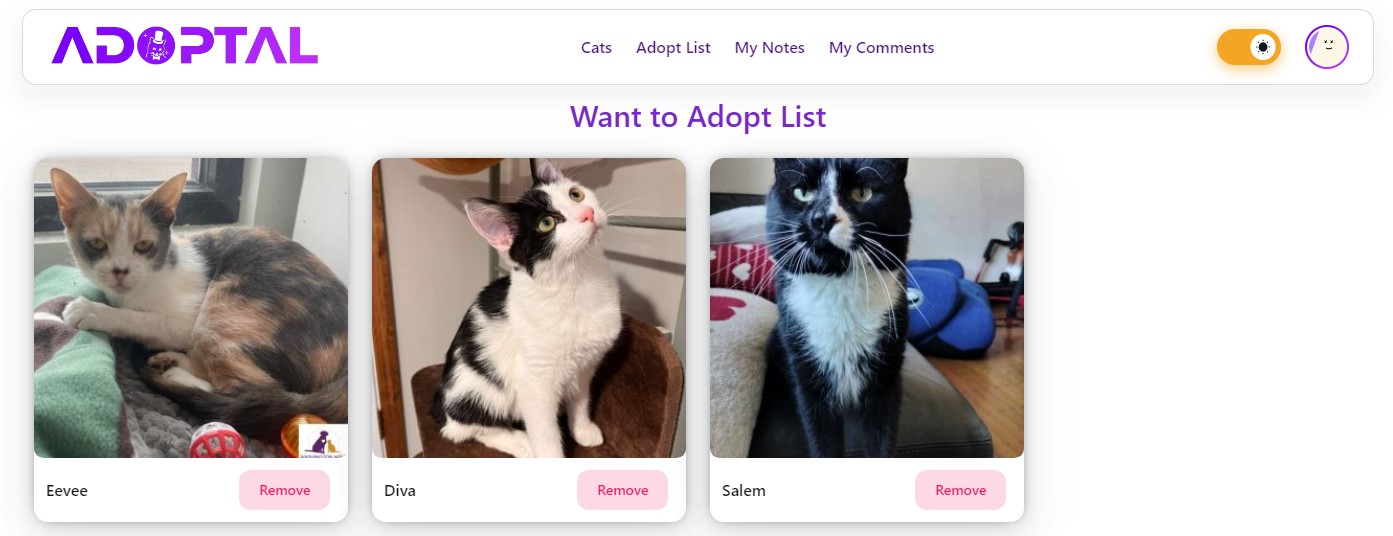 ADOPTAL
Cats Adopt List My Notes My Comments
Want to Adopt List
Eevee Remove Diva Remove Salem Remove